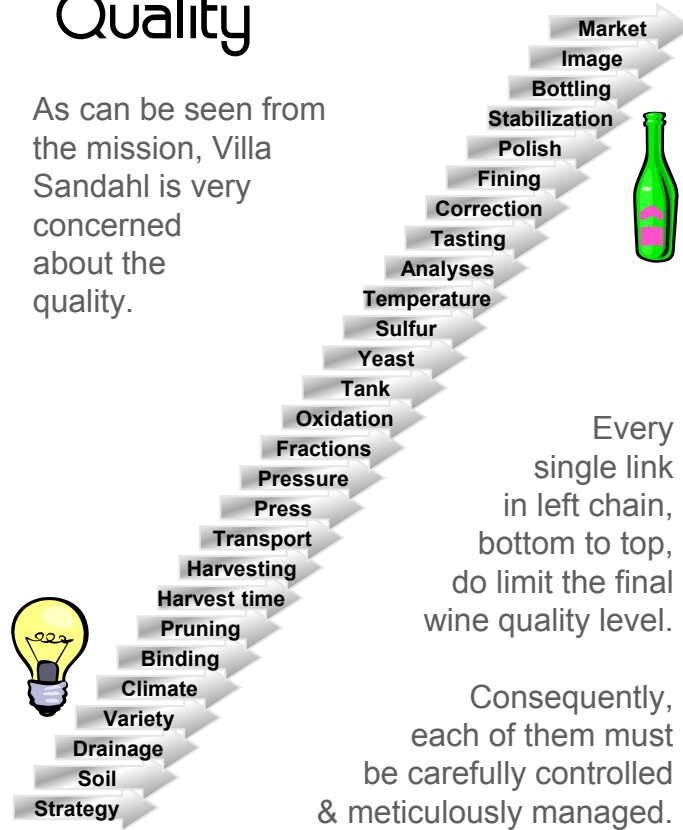 Quality
As can be seen from
the mission, Villa
Sandahl is very
concerned
about the
quality.
Market
Image
Bottling
Stabilization
Polish
Fining
Correction
Tasting
Analyses
Temperature
Sulfur
Yeast
Tank
Oxidation
Fractions
Pressure
Press
Transport
Harvesting
Harvest time
Pruning
Binding
Climate
Variety
Drainage
Soil
Strategy
Every
single link
in left chain,
bottom to top,
do limit the final
wine quality level.
Consequently,
each of them must
be carefully controlled
& meticulously managed.